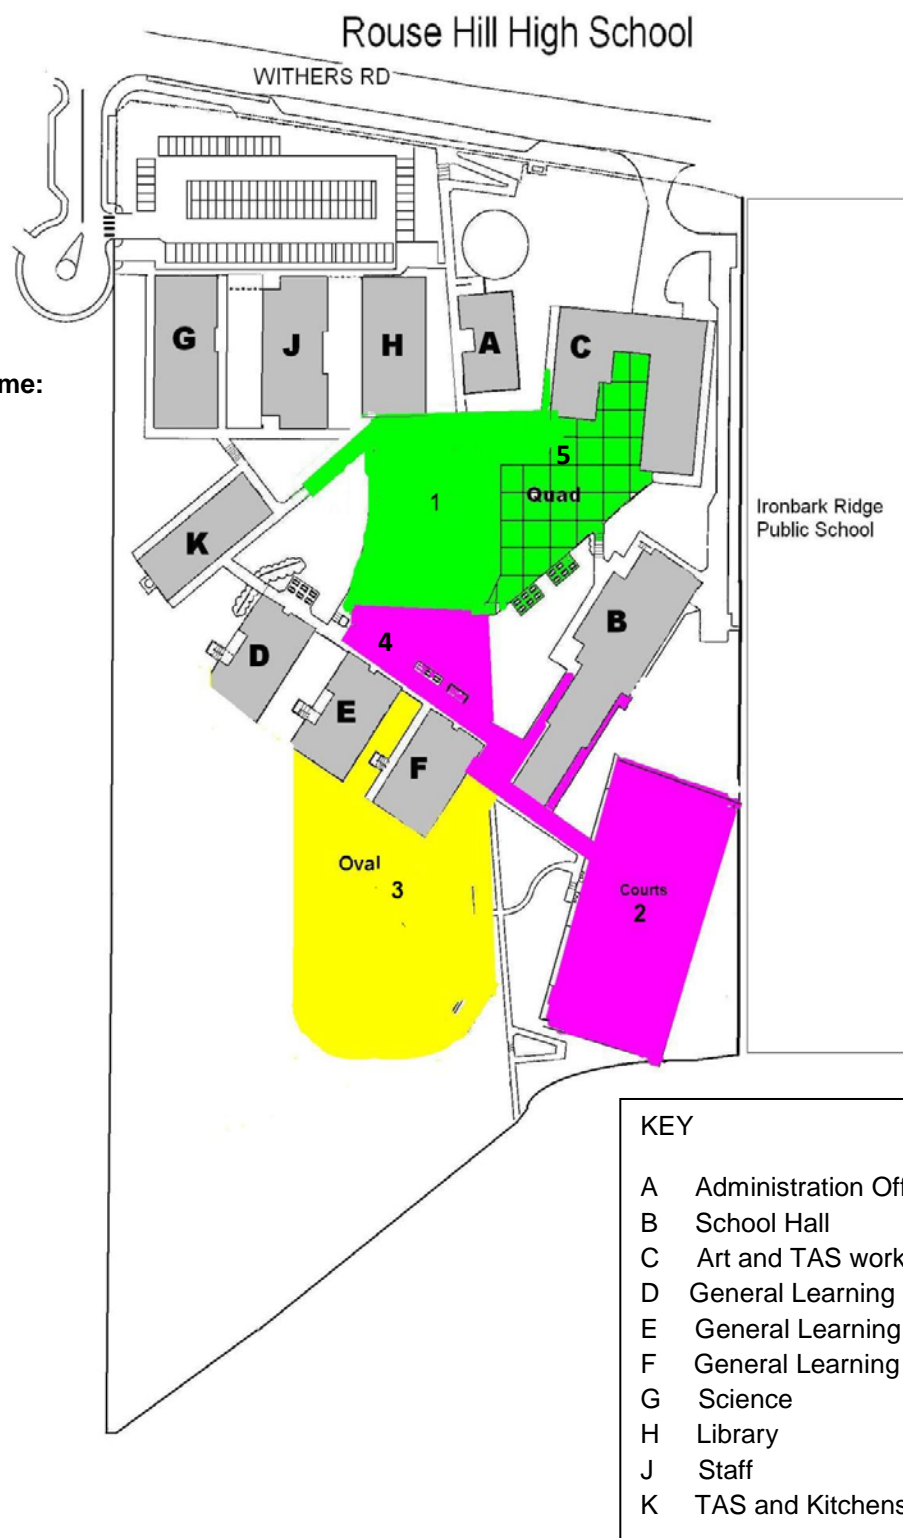 Rouse Hill High School
WITHERS RD
G
J
H
A
C
me:
5
1
Quad
Ironbark Ridge
Public School
K
B
4
D
E
F
Oval
3
Courts
2
KEY
A Administration Off
B School Hall
C Art and TAS work
D General Learning
E General Learning
F General Learning
G Science
H Library
J Staff
K TAS and Kitchens